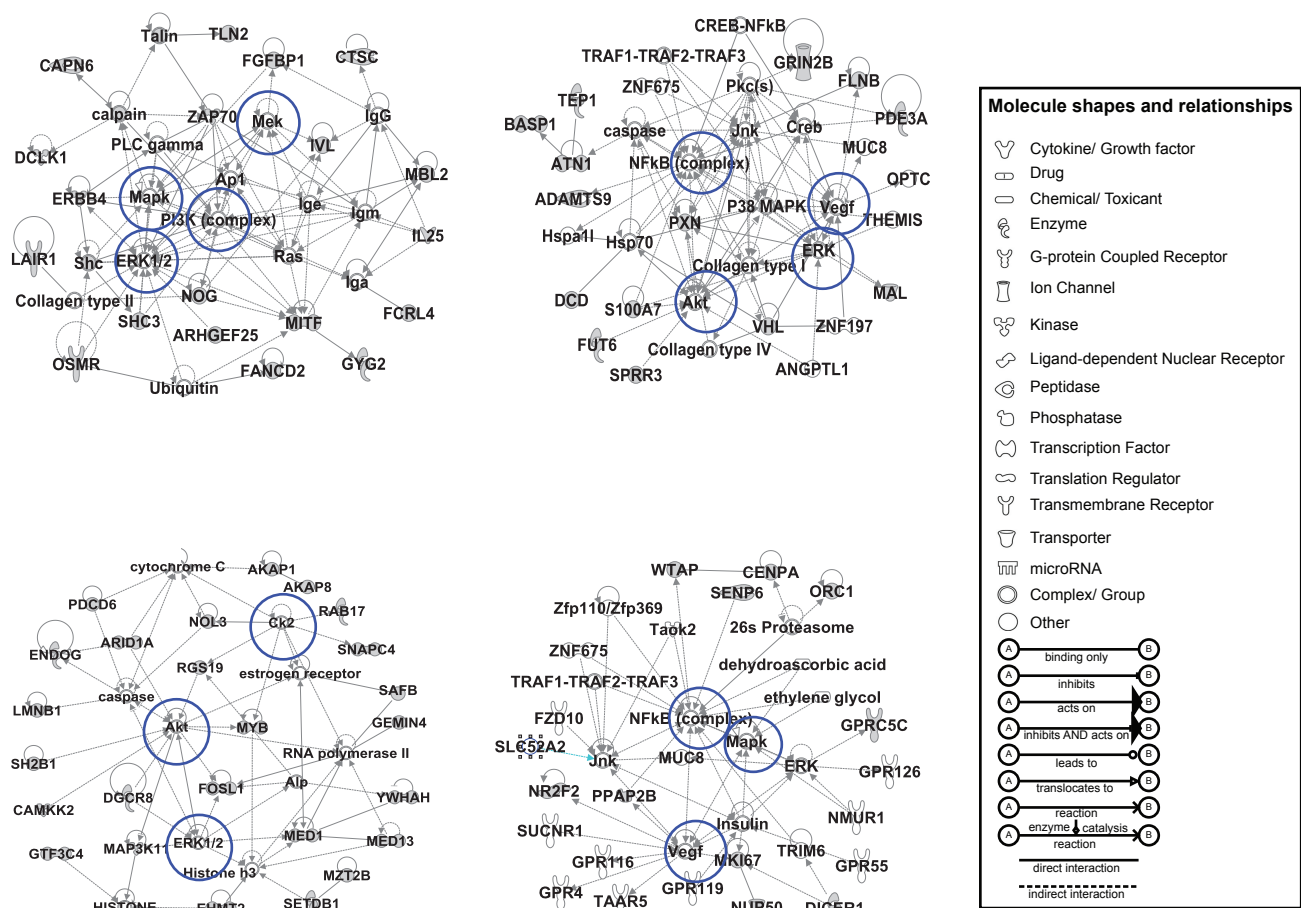 Talin
TLN2
CAPN6
FGFBP1
CTSC
calpain
ZAP70
Mek
IgG
PLC gamma
IVL
DCLK1
MBL2
Ap1
ERBB4
Mapk
Ige
Igm
PI3K (complex)
IL25
LAIR1
Shc
ERK1/2
Ras
Iga
Collagen type II
NOG
FCRL4
SHC3
MITF
ARHGEF25
OSMR
GYG2
FANCD2
Ubiquitin
CREB-NFkB
TRAF1-TRAF2-TRAF3
GRIN2B
ZNF675
Pkc(s)
FLNB
TEP1
PDE3A
BASP1
caspase
Jnk
Creb
MUC8
ATN1
NFkB (complex)
OPTC
ADAMTS9
P38 MAPK
Vegf
PXN
THEMIS
Hspa1l
Hsp70
ERK
Collagen type I
DCD
MAL
S100A7
Akt
VHL
ZNF197
FUT6
Collagen type IV
SPRR3
ANGPTL1
cytochrome C
AKAP1
AKAP8
PDCD6
RAB17
NOL3
Ck2
ARID1A
SNAPC4
ENDOG
RGS19
estrogen receptor
caspase
SAFB
LMNB1
Akt
MYB
GEMIN4
RNA polymerase II
SH2B1
FOSL1
Alp
DGCR8
YWHAH
CAMKK2
MED1
MED13
MAP3K11
ERK1/2
GTF3C4
Histone h3
MZT2B
HISTONE
EHMT2
SETDB1
WTAP
CENPA
SENP6
ORC1
Zfp110/Zfp369
Taok2
26s Proteasome
ZNF675
dehydroascorbic acid
TRAF1-TRAF2-TRAF3
ethylene glycol
FZD10
NFkB (complex)
GPRC5C
SLC52A2
Mapk
Jnk
MUC8
ERK
GPR126
NR2F2
PPAP2B
NMUR1
SUCNR1
Insulin
Vegf
TRIM6
GPR116
MKI67
GPR55
GPR4
TAAR5
GPR119
NUP50
DICER1
Molecule shapes and relationships
Cytokine/ Growth factor
Drug
Chemical/ Toxicant
Enzyme
G-protein Coupled Receptor
Ion Channel
Kinase
Ligand-dependent Nuclear Receptor
Peptidase
Phosphatase
Transcription Factor
Translation Regulator
Transmembrane Receptor
Transporter
microRNA
Complex/ Group
Other
A B
binding only
A B
inhibits
A B
acts on
A B
inhibits AND acts on
A B
leads to
A B
translocates to
A B
reaction
enzyme catalysis
A B
reaction
direct interaction
indirect interaction